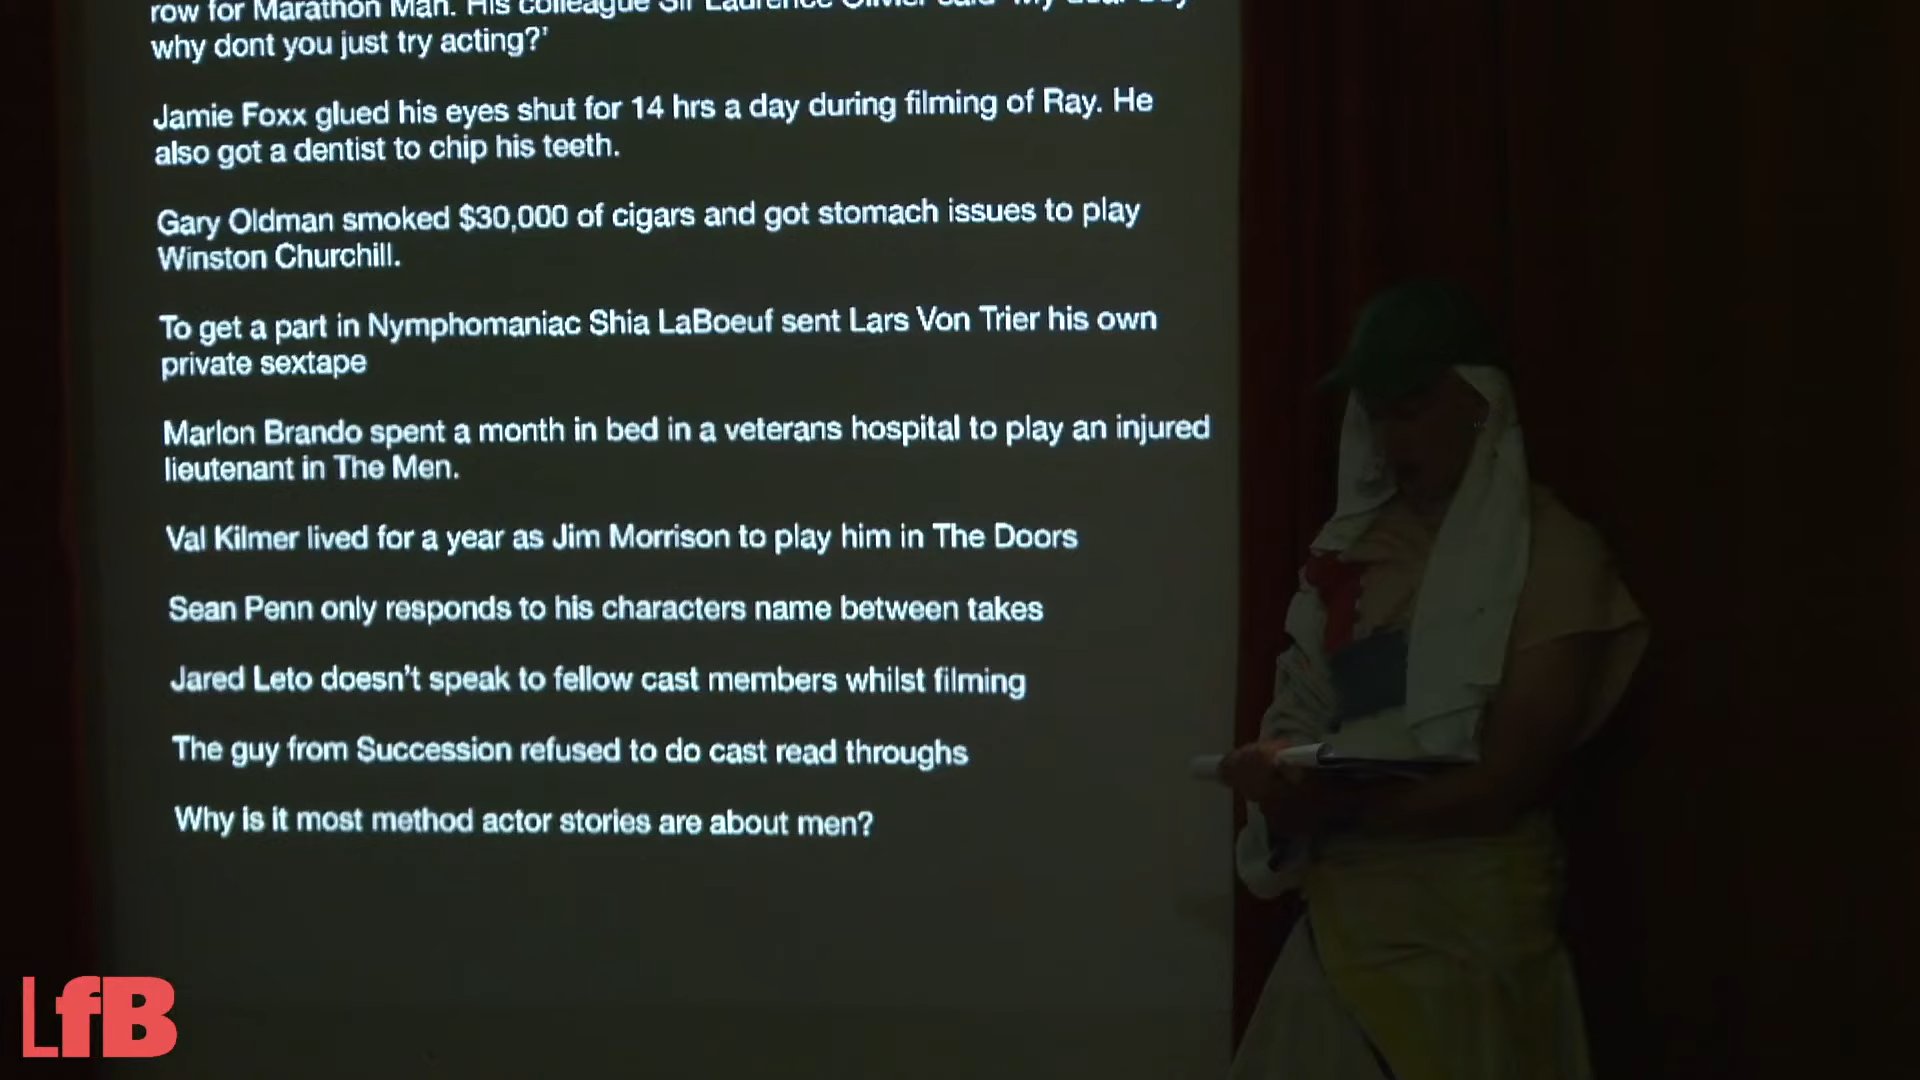 row for Marathon Man. His colleague Sir Laurence Olivier said 'My dear boy
why dont you just try acting?'
Jamie Foxx glued his eyes shut for 14 hrs a day during filming of Ray. He
also got a dentist to chip his teeth.
Gary Oldman smoked $30,000 of cigars and got stomach issues to play
Winston Churchill.
To get a part in Nymphomaniac Shia LaBoeuf sent Lars Von Trier his own
private sextape
Marlon Brando spent a month in bed in a veterans hospital to play an injured
lieutenant in The Men.
Val Kilmer lived for a year as Jim Morrison to play him in The Doors
Sean Penn only responds to his characters name between takes
Jared Leto doesn't speak to fellow cast members whilst filming
The guy from Succession refused to do cast read throughs
Why is it most method actor stories are about men?
LfB